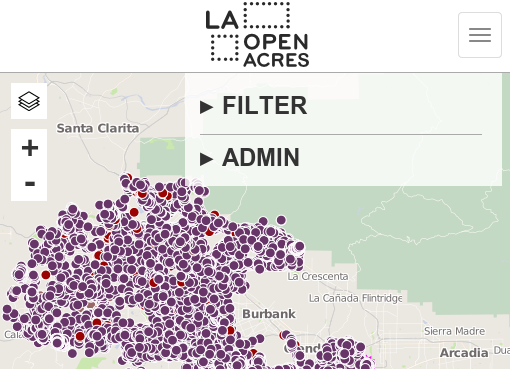 LA
OPEN
ACRES
▶ FILTER
▶ ADMIN
+
-
Santa Clarita
La Crescenta
La Cañada Flintridge
Burbank
Sierra Madre
Arcadia